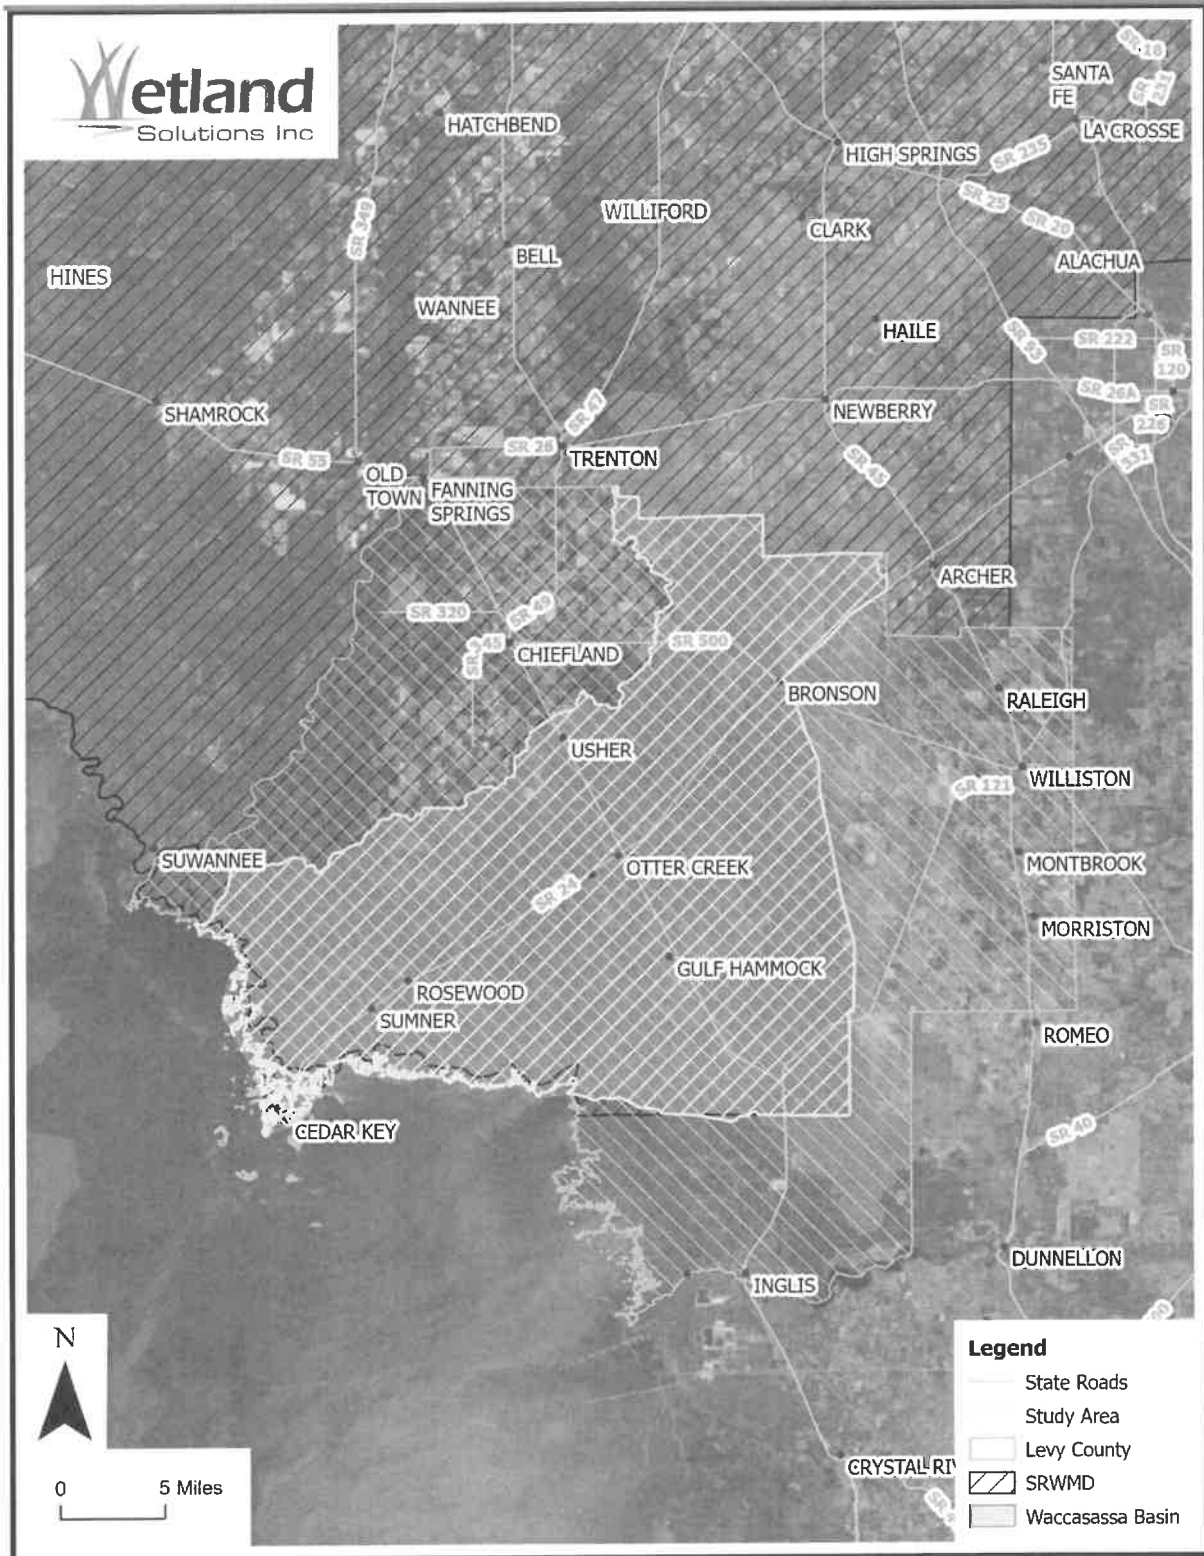 Wetland
Solutions Inc
SR 18
SANTA
FE
SR
231
LA CROSSE
HATCHBEND
HIGH SPRINGS
SR 235
SR 25
SR 20
WILLIFORD
SR 349
CLARK
ALACHUA
BELL
HINES
WANNEE
HAILE
SR 93
SR 222
SR
120
SR 26A
SHAMROCK
SR 47
NEWBERRY
SR
226
SR
331
SR 55
SR 26
TRENTON
SR 45
OLD
TOWN
FANNING
SPRINGS
ARCHER
SR 320
SR 49
SR 45
CHIEFLAND
SR 500
BRONSON
RALEIGH
USHER
WILLISTON
SR 121
SUWANNEE
OTTER CREEK
SR 24
MONTBROOK
MORRISTON
GULF HAMMOCK
ROSEWOOD
SUMNER
ROMEO
CEDAR KEY
SR 40
DUNNELLON
INGLIS
CRYSTAL RIV
SR
N
0 5 Miles
Legend
State Roads
Study Area
Levy County
SRWMD
Waccasassa Basin